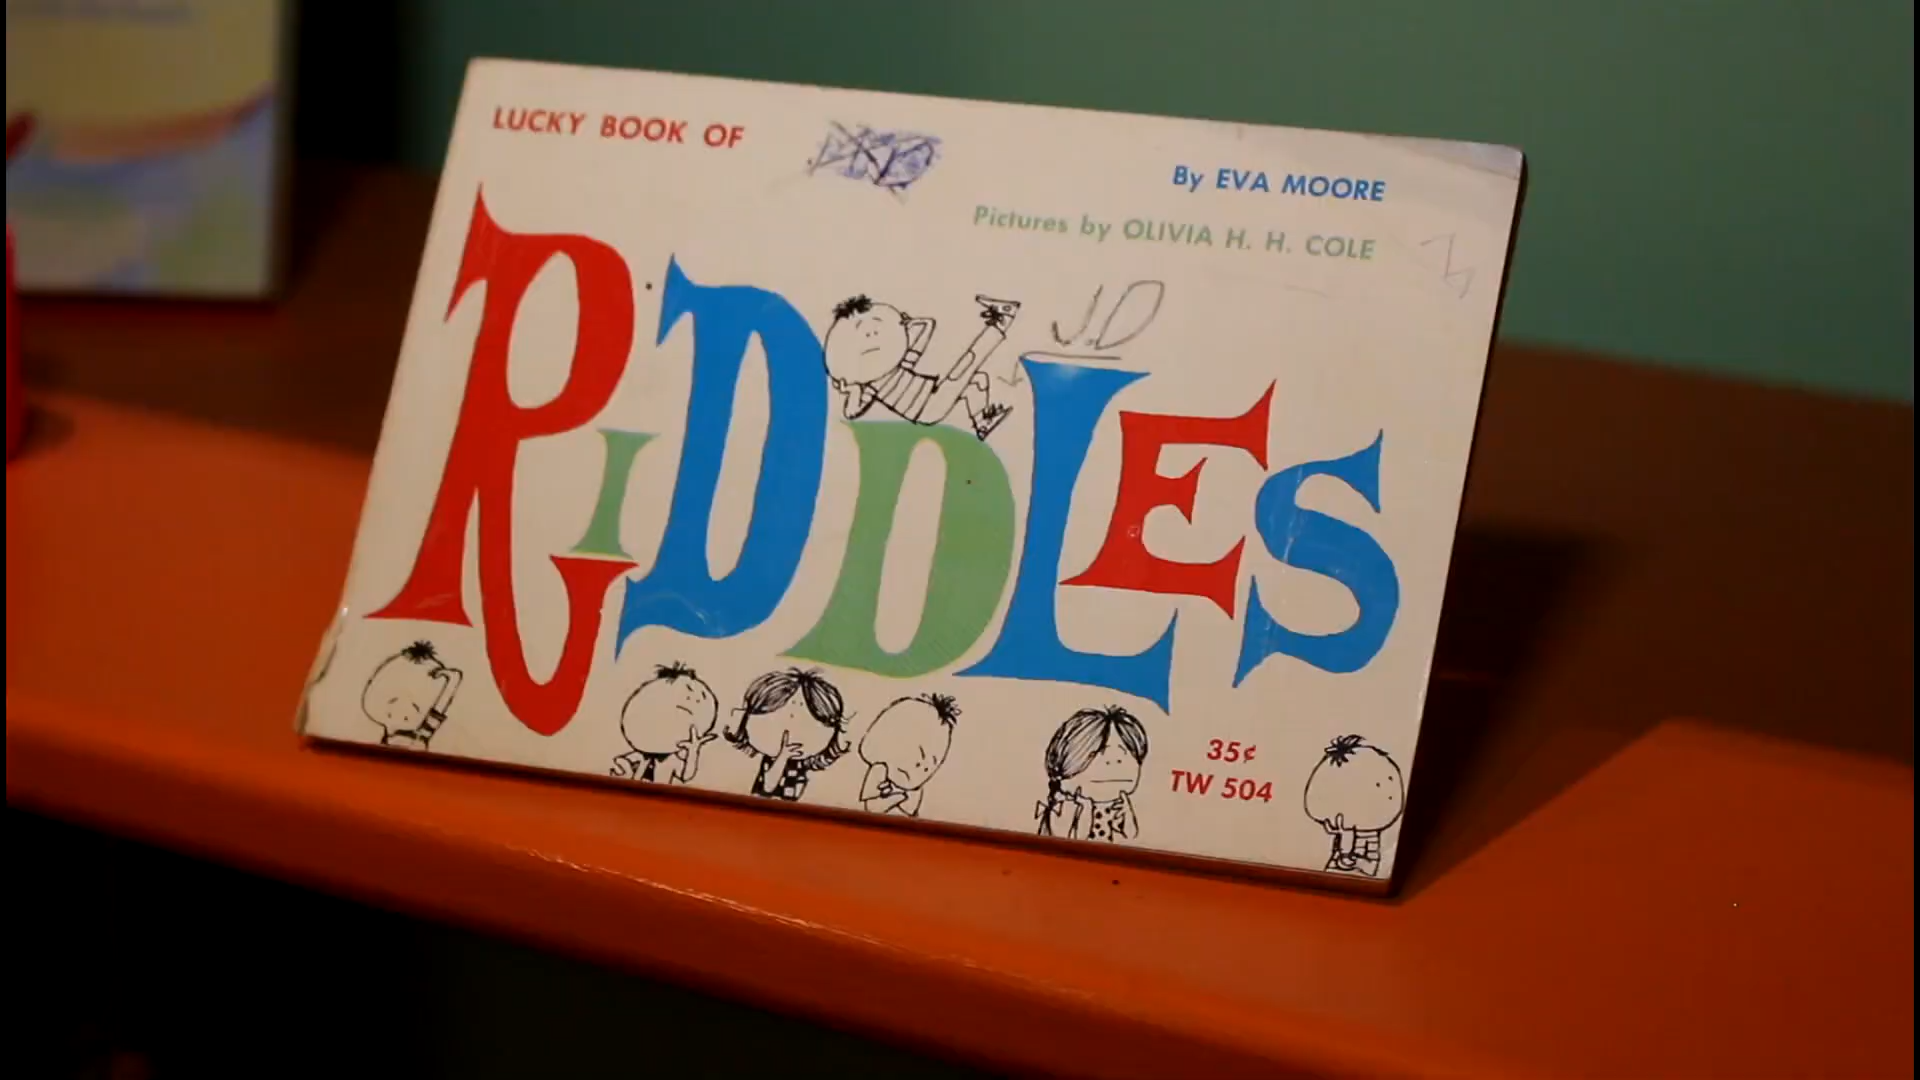 LUCKY BOOK OF
By EVA MOORE
Pictures by OLIVIA H. H. COLE
J.D
RIDDLES
35¢
TW 504